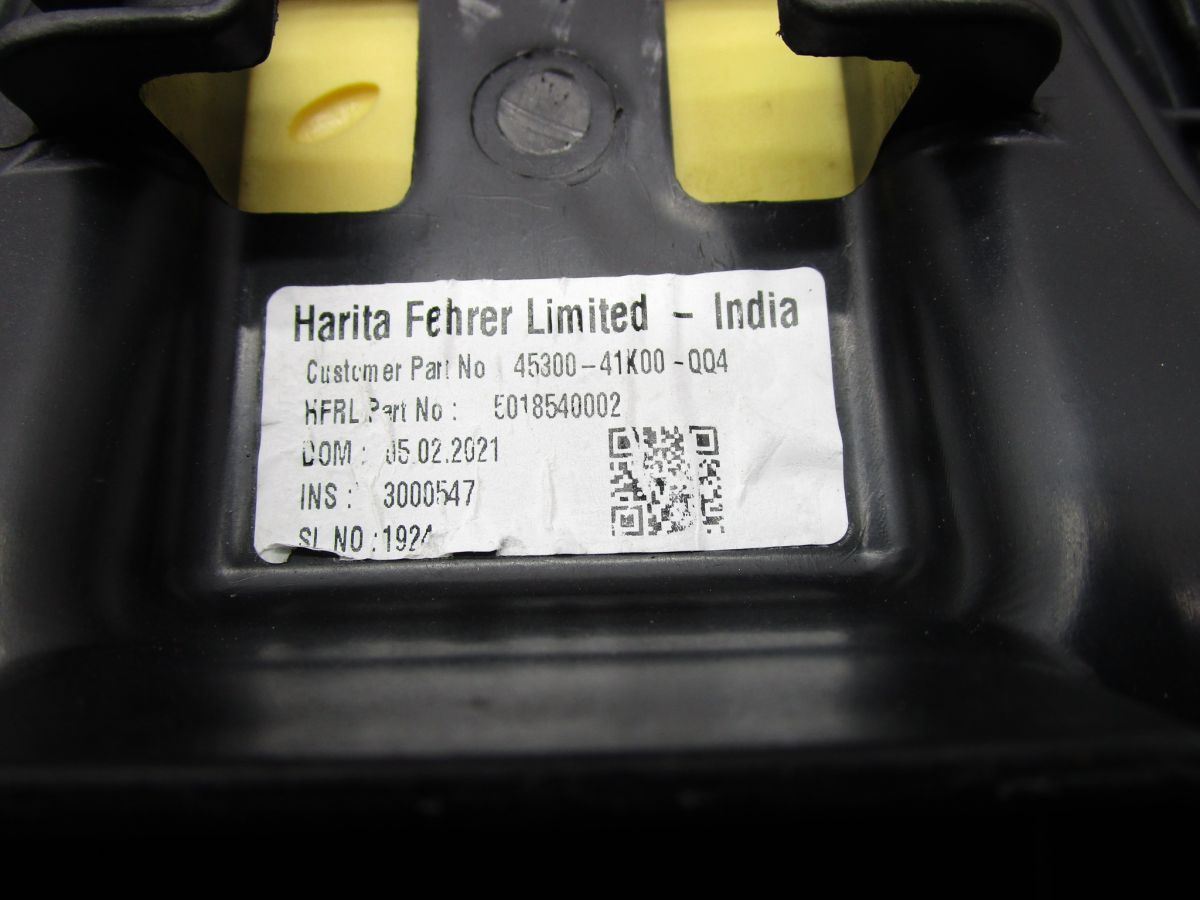 Harita Fehrer Limited - India
Customer Part No : 45300-41K00-QQ4
HFRL Part No : 5018540002
DOM : 05.02.2021
INS : 3000547
SL NO :1924